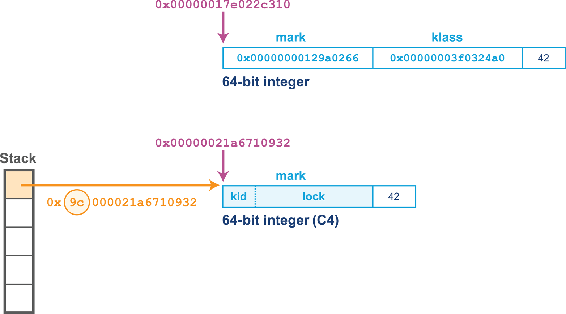 0x00000017e022c310
mark klass
0x00000000129a0266 0x00000003f0324a0 42
64-bit integer
0x00000021a6710932
Stack
mark
0x 9c 000021a6710932
kid lock 42
64-bit integer (C4)